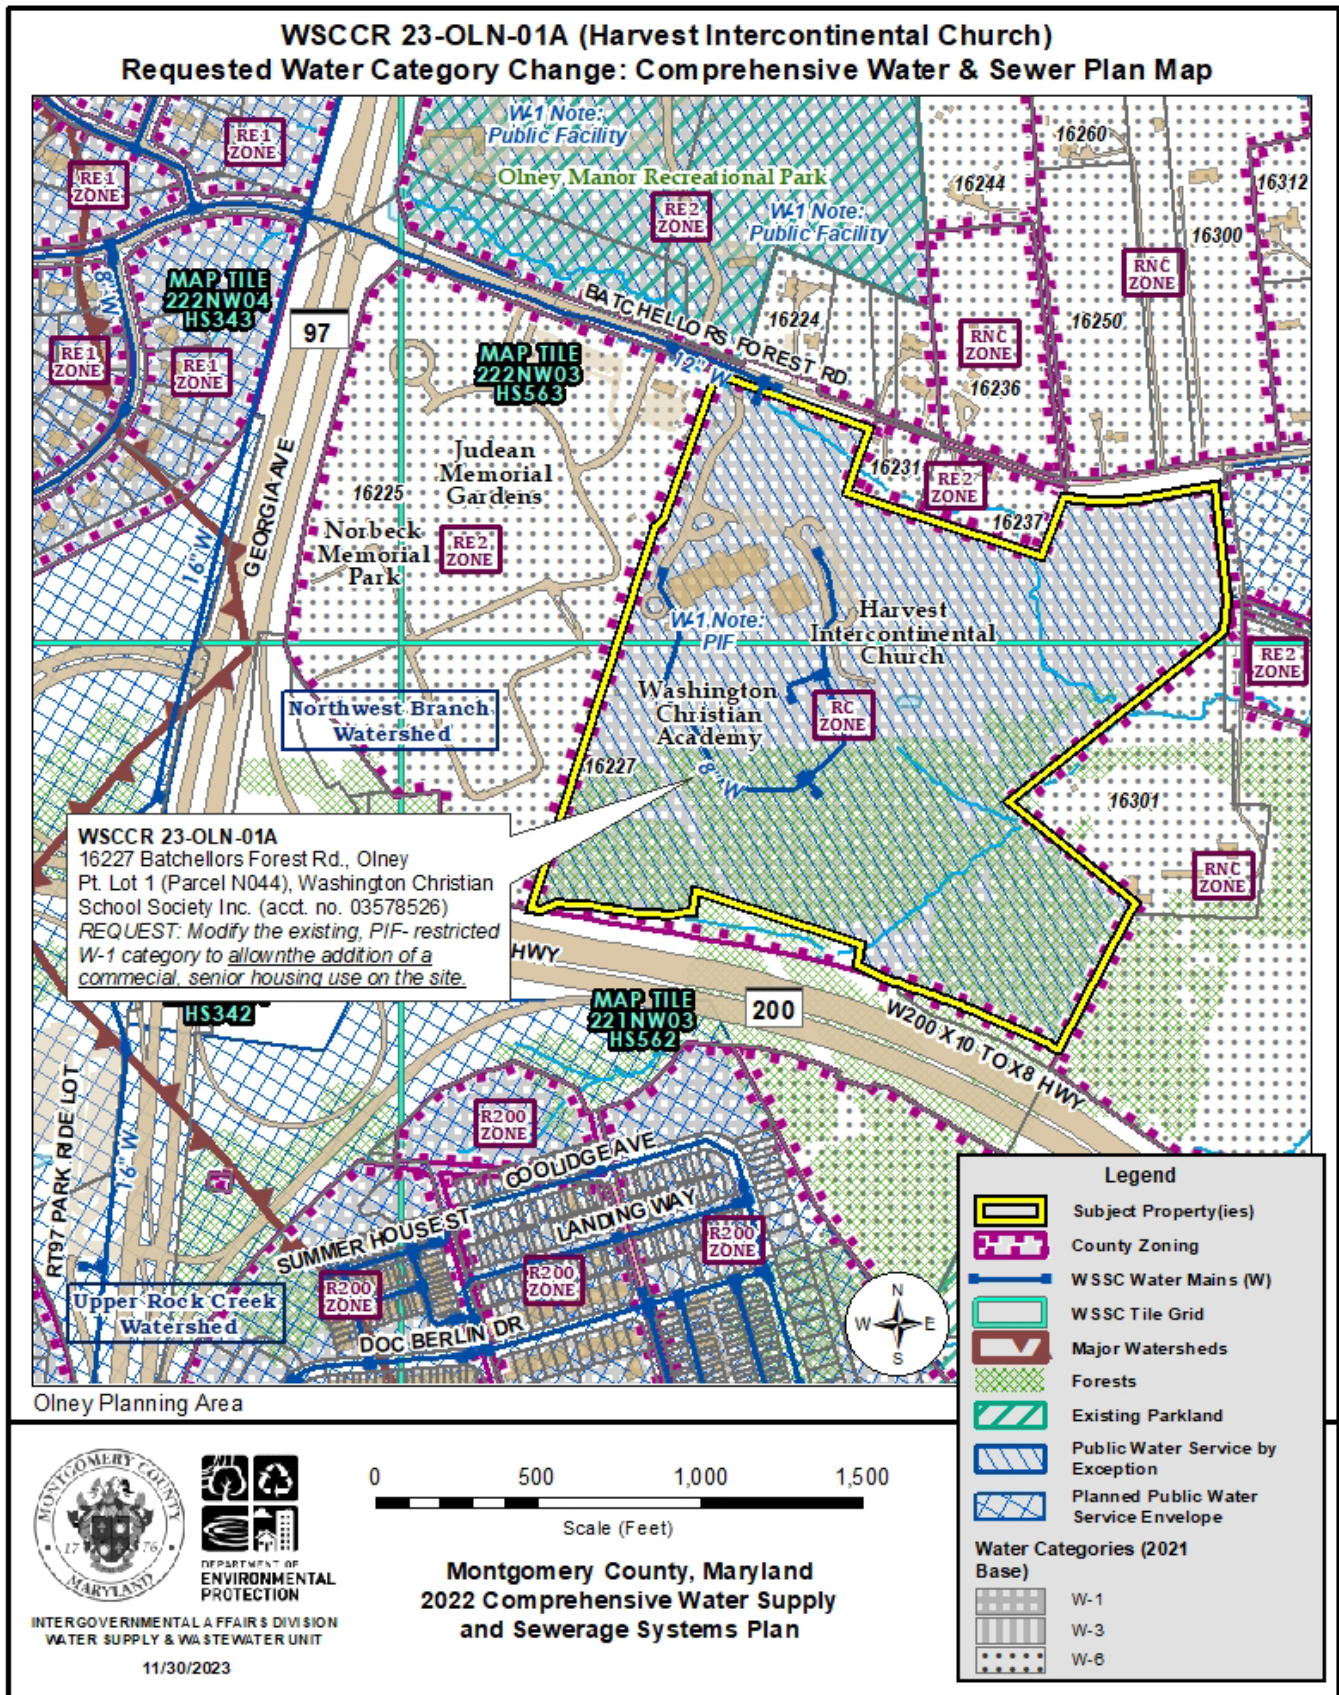 WSCCR 23-OLN-01A (Harvest Intercontinental Church)
Requested Water Category Change: Comprehensive Water & Sewer Plan Map
W-1 Note:
Public Facility
RE1
ZONE
RE1
ZONE
Olney Manor Recreational Park
RE2
ZONE
W-1 Note:
Public Facility
16260
16244
16312
16300
RNC
ZONE
16250
MAP TILE
222NW04
HS343
8" W
97
BATCHELLORS FOREST RD
16224
RNC
ZONE
16236
RE1
ZONE
RE1
ZONE
MAP TILE
222NW03
HS563
12" W
GEORGIA AVE
Judean
Memorial
Gardens
16225
16231
RE2
ZONE
16237
Norbeck
Memorial
Park
RE2
ZONE
16" W
W-1 Note:
PIF
Harvest
Intercontinental
Church
RE2
ZONE
Washington
Christian
Academy
RC
ZONE
Northwest Branch
Watershed
16227
8" W
16301
RNC
ZONE
WSCCR 23-OLN-01A
16227 Batchellors Forest Rd., Olney
Pt. Lot 1 (Parcel N044), Washington Christian
School Society Inc. (acct. no. 03578526)
REQUEST: Modify the existing, PIF- restricted
W-1 category to allownthe addition of a
commecial, senior housing use on the site.
HWY
HS342
MAP TILE
221NW03
HS562
200
W200 X10 TO X8 HWY
RT97 PARK RIDE LOT
16" W
R200
ZONE
COOLIDGE AVE
SUMMER HOUSE ST
LANDING WAY
R200
ZONE
R200
ZONE
R200
ZONE
DOC BERLIN DR
Upper Rock Creek
Watershed
N
W E
S
Olney Planning Area
Legend
Subject Property(ies)
County Zoning
WSSC Water Mains (W)
WSSC Tile Grid
Major Watersheds
Forests
Existing Parkland
Public Water Service by
Exception
Planned Public Water
Service Envelope
Water Categories (2021
Base)
W-1
W-3
W-6
MONTGOMERY COUNTY
17 76
MARYLAND
DEPARTMENT OF
ENVIRONMENTAL
PROTECTION
INTERGOVERNMENTAL AFFAIRS DIVISION
WATER SUPPLY & WASTEWATER UNIT
11/30/2023
0 500 1,000 1,500
Scale (Feet)
Montgomery County, Maryland
2022 Comprehensive Water Supply
and Sewerage Systems Plan